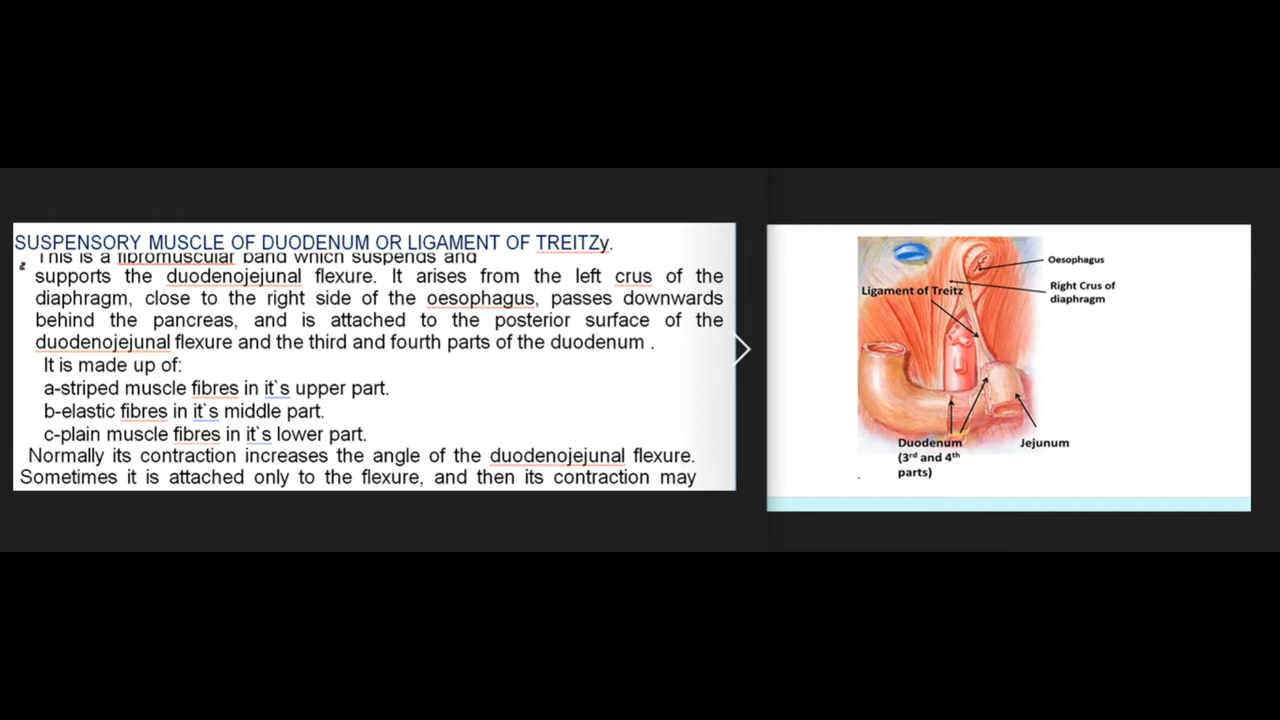 SUSPENSORY MUSCLE OF DUODENUM OR LIGAMENT OF TREITZy.
This is a fibromuscular band which suspends and
supports the duodenojejunal flexure. It arises from the left crus of the
diaphragm, close to the right side of the oesophagus, passes downwards
behind the pancreas, and is attached to the posterior surface of the
duodenojejunal flexure and the third and fourth parts of the duodenum .
It is made up of:
a-striped muscle fibres in it`s upper part.
b-elastic fibres in it`s middle part.
c-plain muscle fibres in it`s lower part.
Normally its contraction increases the angle of the duodenojejunal flexure.
Sometimes it is attached only to the flexure, and then its contraction may
Oesophagus
Right Crus of
diaphragm
Ligament of Treitz
Duodenum
(3rd and 4th
parts)
Jejunum